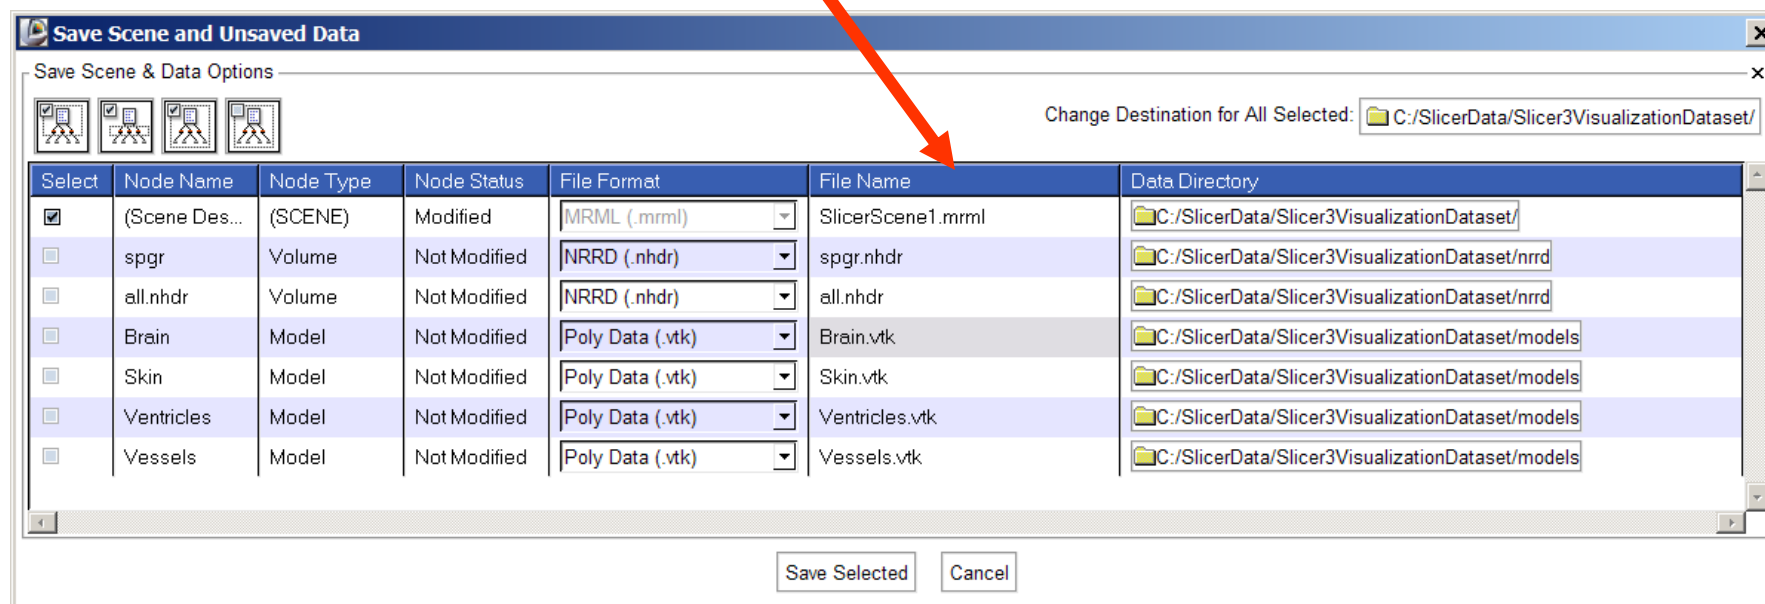 Save Scene and Unsaved Data
Save Scene & Data Options
Change Destination for All Selected: C:/SlicerData/Slicer3VisualizationDataset/
Select Node Name Node Type Node Status File Format File Name Data Directory
(Scene Des... (SCENE) Modified MRML (.mrml) SlicerScene1.mrml C:/SlicerData/Slicer3VisualizationDataset/
spgr Volume Not Modified NRRD (.nhdr) spgr.nhdr C:/SlicerData/Slicer3VisualizationDataset/nrrd
all.nhdr Volume Not Modified NRRD (.nhdr) all.nhdr C:/SlicerData/Slicer3VisualizationDataset/nrrd
Brain Model Not Modified Poly Data (.vtk) Brain.vtk C:/SlicerData/Slicer3VisualizationDataset/models
Skin Model Not Modified Poly Data (.vtk) Skin.vtk C:/SlicerData/Slicer3VisualizationDataset/models
Ventricles Model Not Modified Poly Data (.vtk) Ventricles.vtk C:/SlicerData/Slicer3VisualizationDataset/models
Vessels Model Not Modified Poly Data (.vtk) Vessels.vtk C:/SlicerData/Slicer3VisualizationDataset/models
Save Selected Cancel